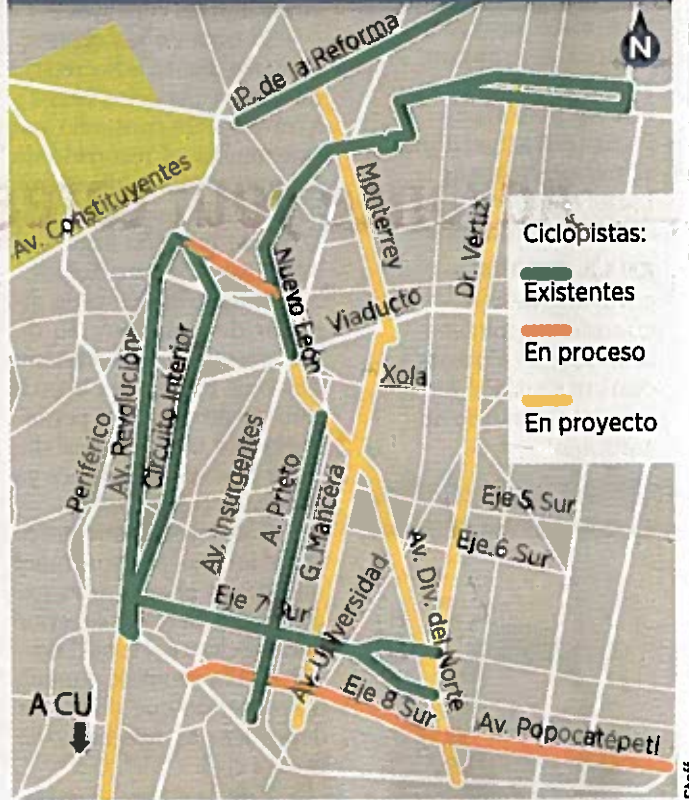 N
P. de la Reforma
Av. Constituyentes
Monterrey
Dr. Vertiz
Ciclopistas:
Existentes
En proceso
En proyecto
Nuevo León
Viaducto
Xola
Periférico
Av. Revolución
Circuito Interior
Av. Insurgentes
A. Prieto
G. Mancera
Eje 5 Sur
Eje 6 Sur
Av. Universidad
Av. Div. del Norte
Eje 7 Sur
Eje 8 Sur
Av. Popocatépetl
A CU
Staff